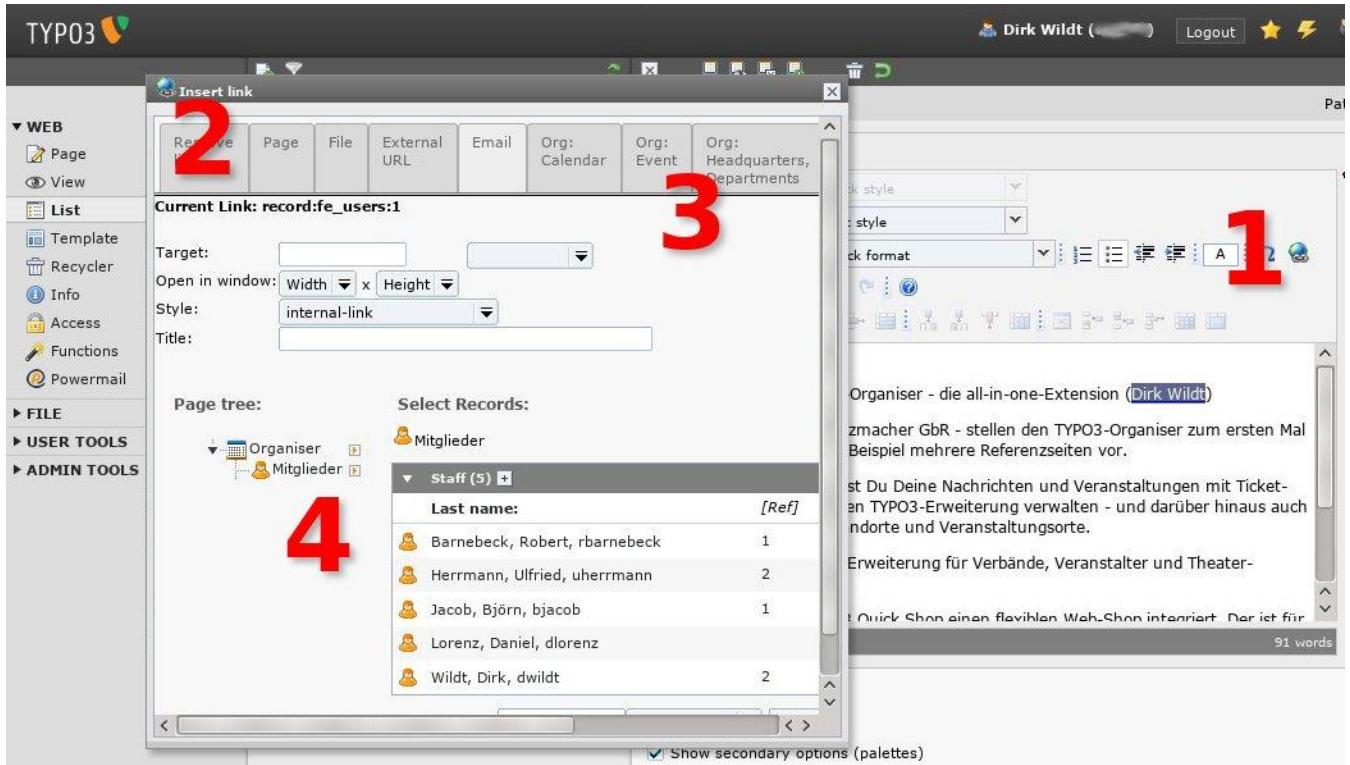 TYPO3
Dirk Wildt (
Logout
Insert link
Pat
WEB
Page
View
List
Template
Recycler
Info
Access
Functions
Powermail
FILE
USER TOOLS
ADMIN TOOLS
2
Page
File
External
URL
Email
Org:
Calendar
Org:
Event
Org:
Headquarters,
Departments
3
Current Link: record:fe_users:1
Target:
Open in window: Width x Height
Style: internal-link
Title:
Page tree:
Organiser
Mitglieder
4
Select Records:
Mitglieder
Staff (5)
Last name: [Ref]
Barnebeck, Robert, rbarnebeck 1
Herrmann, Ulfried, uherrmann 2
Jacob, Björn, bjacob 1
Lorenz, Daniel, dlorenz
Wildt, Dirk, dwildt 2
ck style
style
ck format
A
1
Organiser - die all-in-one-Extension (Dirk Wildt)
zmacher GbR - stellen den TYPO3-Organiser zum ersten Mal
Beispiel mehrere Referenzseiten vor.
st Du Deine Nachrichten und Veranstaltungen mit Ticket-
en TYPO3-Erweiterung verwalten - und darüber hinaus auch
andorte und Veranstaltungsorte.
Erweiterung für Verbände, Veranstalter und Theater-
Quick Shop einen flexiblen Web-Shop integriert. Der ist für
91 words
Show secondary options (palettes)